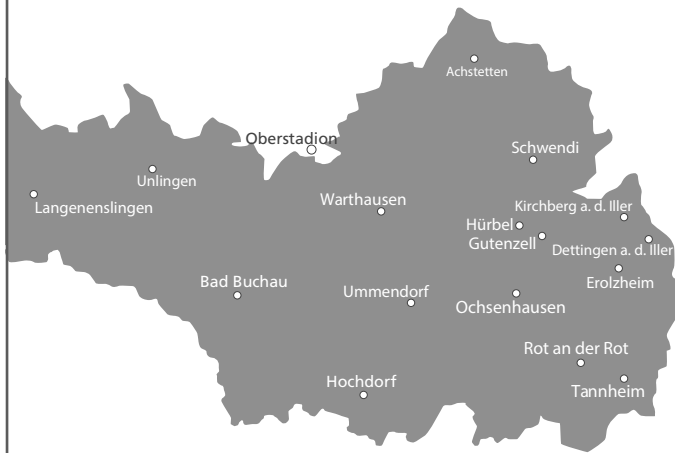 Achstetten
Oberstadion
Schwendi
Unlingen
Langenenslingen
Warthausen
Kirchberg a. d. Iller
Hürbel
Gutenzell
Dettingen a. d. Iller
Bad Buchau
Ummendorf
Ochsenhausen
Erolzheim
Rot an der Rot
Hochdorf
Tannheim